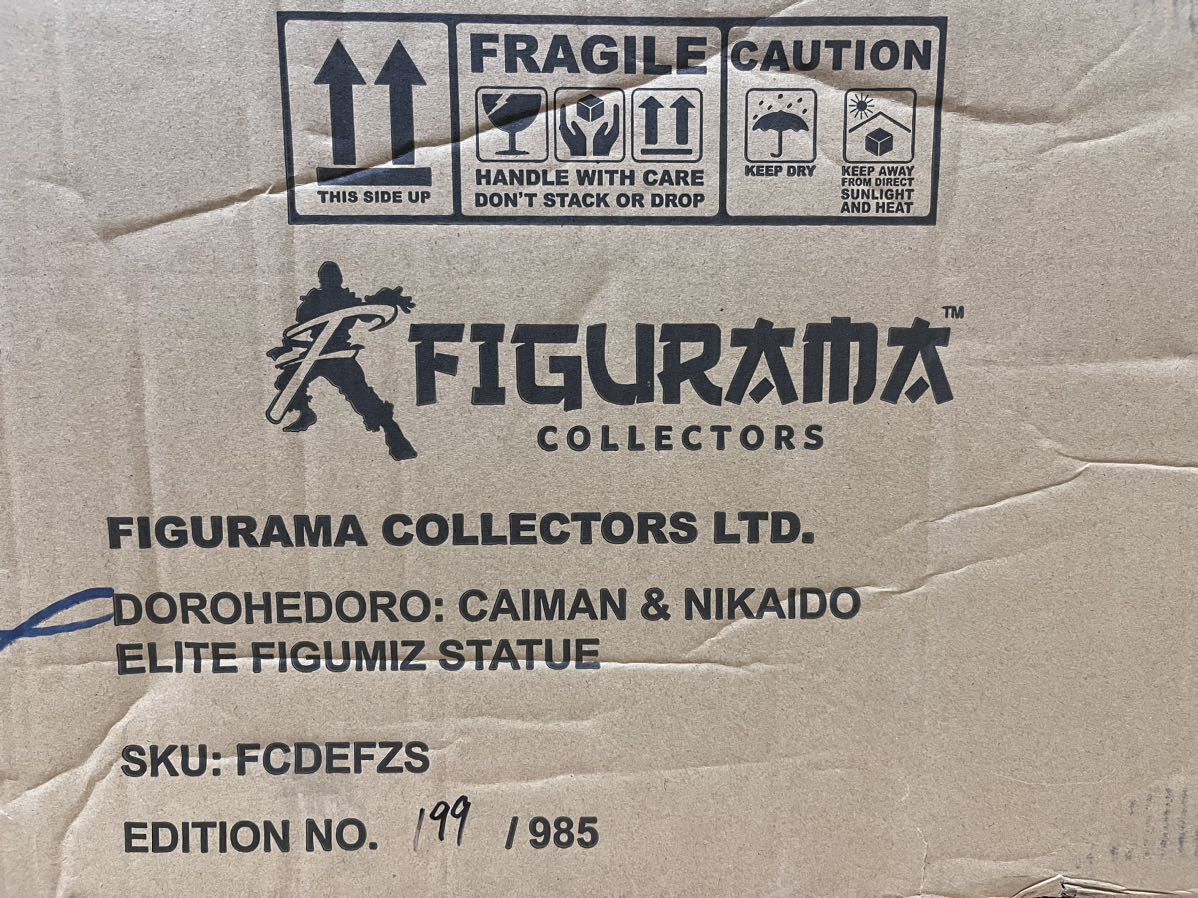 THIS SIDE UP
FRAGILE
HANDLE WITH CARE
DON'T STACK OR DROP
CAUTION
KEEP DRY
KEEP AWAY
FROM DIRECT
SUNLIGHT
AND HEAT
F FIGURAMA™
COLLECTORS
FIGURAMA COLLECTORS LTD.
DOROHEDORO: CAIMAN & NIKAIDO
ELITE FIGUMIZ STATUE
SKU: FCDEFZS
EDITION NO. 199 / 985